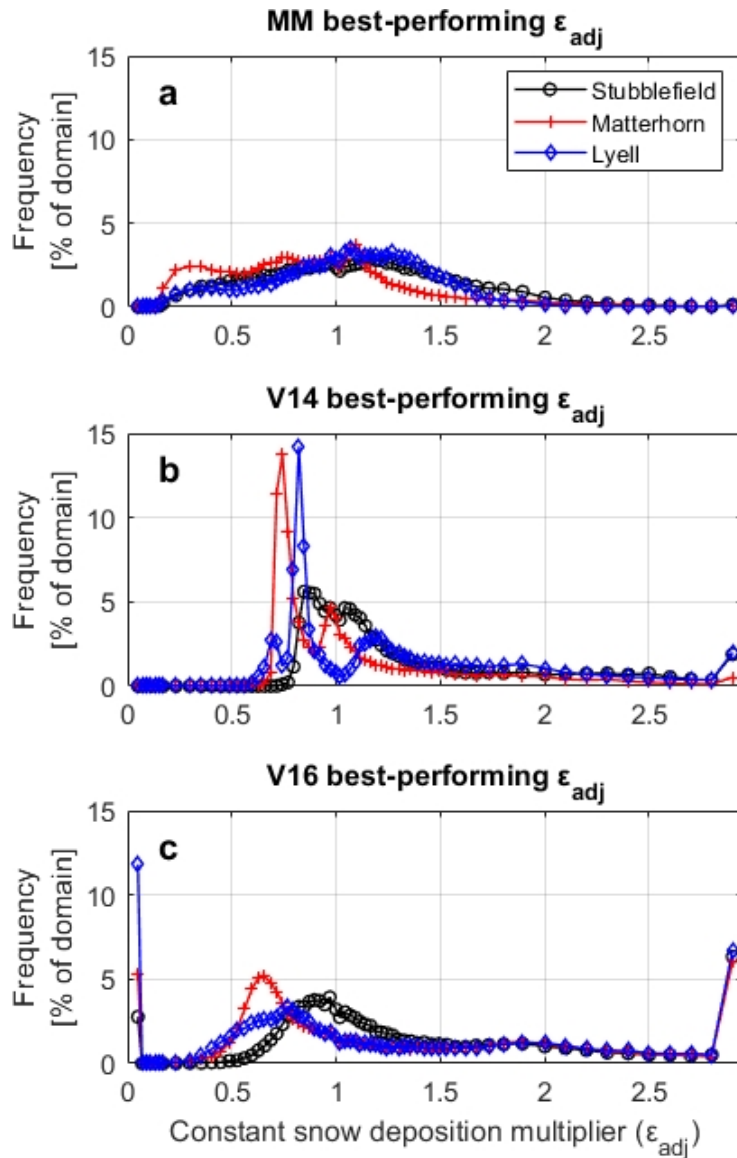 MM best-performing ε_adj
a
Stubblefield
Matterhorn
Lyell
Frequency
[% of domain]
15
10
5
0
0 0.5 1 1.5 2 2.5
V14 best-performing ε_adj
b
Frequency
[% of domain]
15
10
5
0
0 0.5 1 1.5 2 2.5
V16 best-performing ε_adj
c
Frequency
[% of domain]
15
10
5
0
0 0.5 1 1.5 2 2.5
Constant snow deposition multiplier (ε_adj)